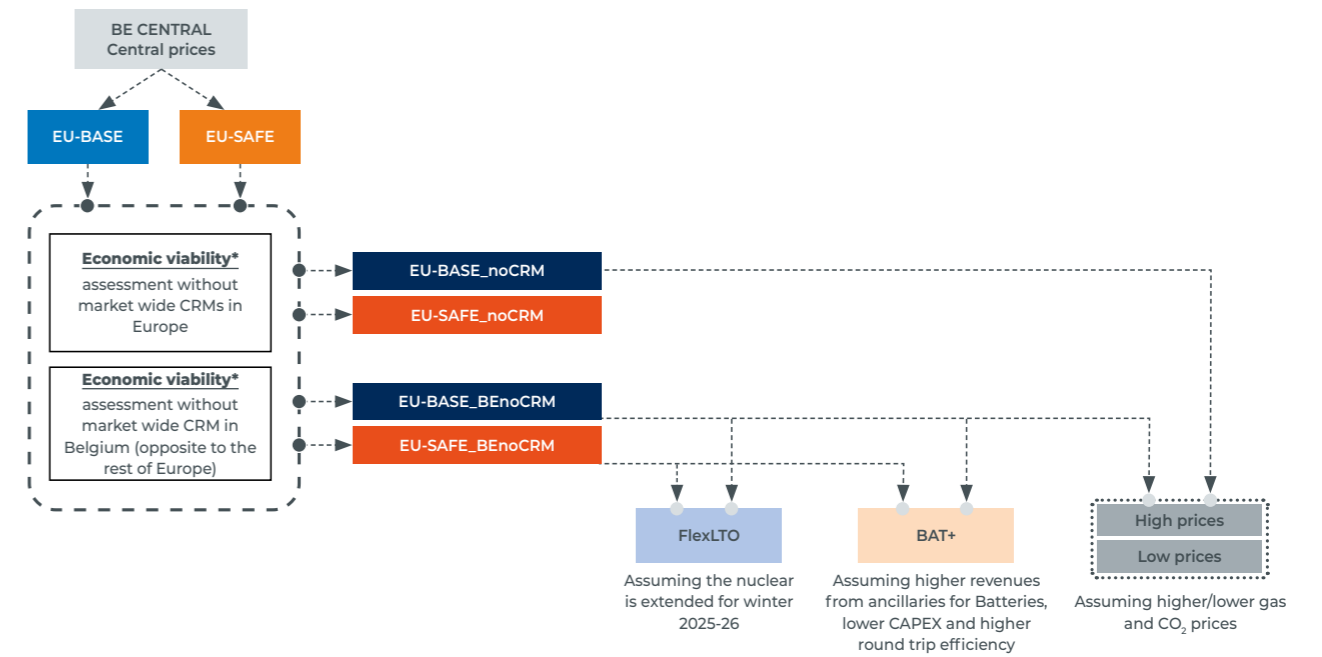 BE CENTRAL
Central prices
EU-BASE
EU-SAFE
Economic viability*
assessment without
market wide CRMs in
Europe
Economic viability*
assessment without
market wide CRM in
Belgium (opposite to the
rest of Europe)
EU-BASE_noCRM
EU-SAFE_noCRM
EU-BASE_BEnoCRM
EU-SAFE_BEnoCRM
FlexLTO
Assuming the nuclear
is extended for winter
2025-26
BAT+
Assuming higher revenues
from ancillaries for Batteries,
lower CAPEX and higher
round trip efficiency
High prices
Low prices
Assuming higher/lower gas
and CO₂ prices